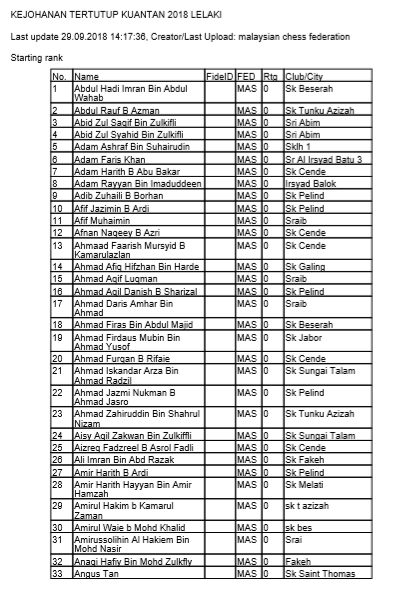 KEJOHANAN TERTUTUP KUANTAN 2018 LELAKI
Last update 29.09.2018 14:17:36, Creator/Last Upload: malaysian chess federation
Starting rank
No. Name FideID FED Rtg Club/City
1 Abdul Hadi Imran Bin Abdul Wahab MAS 0 Sk Beserah
2 Abdul Rauf B Azman MAS 0 Sk Tunku Azizah
3 Abid Zul Saqif Bin Zulkifli MAS 0 Sri Abim
4 Abid Zul Syahid Bin Zulkifli MAS 0 Sri Abim
5 Adam Ashraf Bin Suhairudin MAS 0 Sklh 1
6 Adam Faris Khan MAS 0 Sr Al Irsyad Batu 3
7 Adam Harith B Abu Bakar MAS 0 Sk Cende
8 Adam Rayyan Bin Imaduddeen MAS 0 Irsyad Balok
9 Adib Zuhaili B Borhan MAS 0 Sk Pelind
10 Afif Jazimin B Ardi MAS 0 Sk Pelind
11 Afif Muhaimin MAS 0 Sraib
12 Afnan Naqeey B Azri MAS 0 Sk Cende
13 Ahmaad Faarish Mursyid B Kamarulazlan MAS 0 Sk Cende
14 Ahmad Afiq Hifzhan Bin Harde MAS 0 Sk Galing
15 Ahmad Aqif Luqman MAS 0 Sraib
16 Ahmad Aqil Danish B Sharizal MAS 0 Sk Pelind
17 Ahmad Daris Amhar Bin Ahmad MAS 0 Sraib
18 Ahmad Firas Bin Abdul Majid MAS 0 Sk Beserah
19 Ahmad Firdaus Mubin Bin Ahmad Yusof MAS 0 Sk Jabor
20 Ahmad Furqan B Rifaie MAS 0 Sk Cende
21 Ahmad Iskandar Arza Bin Ahmad Radzil MAS 0 Sk Sungai Talam
22 Ahmad Jazmi Nukman B Ahmad Jasro MAS 0 Sk Pelind
23 Ahmad Zahiruddin Bin Shahrul Nizam MAS 0 Sk Tunku Azizah
24 Aisy Aqil Zakwan Bin Zulkiffli MAS 0 Sk Sungai Talam
25 Aizreq Fadzreel B Asrol Fadli MAS 0 Sk Cende
26 Ali Imran Bin Abd Razak MAS 0 Sk Fakeh
27 Amir Harith B Ardi MAS 0 Sk Pelind
28 Amir Harith Hayyan Bin Amir Hamzah MAS 0 Sk Melati
29 Amirul Hakim b Kamarul Zaman MAS 0 sk t azizah
30 Amirul Waie b Mohd Khalid MAS 0 sk bes
31 Amirussolihin Al Hakiem Bin Mohd Nasir MAS 0 Srai
32 Anaqi Hafiy Bin Mohd Zulkfly MAS 0 Fakeh
33 Angus Tan MAS 0 Sk Saint Thomas